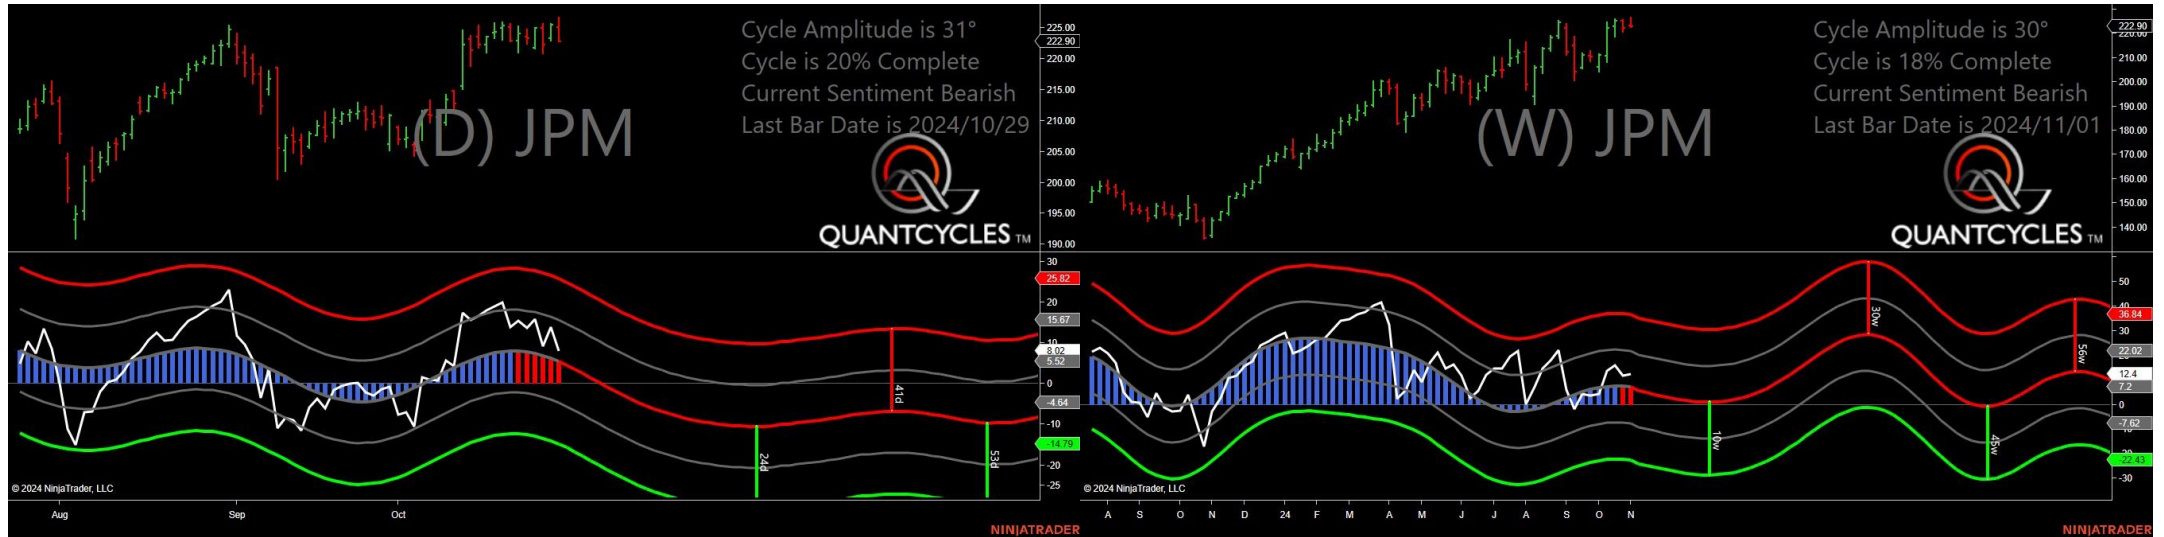 Cycle Amplitude is 31°
Cycle is 20% Complete
Current Sentiment Bearish
Last Bar Date is 2024/10/29
(D) JPM
QUANTCYCLES TM
225.00
222.90
220.00
215.00
210.00
205.00
200.00
195.00
190.00
30
25.82
20
15.67
8.02
5.52
0
-4.64
-10
-14.79
-20
-25
24d
41d
53d
© 2024 NinjaTrader, LLC
Aug Sep Oct
NINJATRADER
Cycle Amplitude is 30°
Cycle is 18% Complete
Current Sentiment Bearish
Last Bar Date is 2024/11/01
(W) JPM
QUANTCYCLES TM
222.90
220.00
210.00
200.00
190.00
180.00
170.00
160.00
150.00
140.00
50
36.84
30
22.02
12.4
7.2
0
-7.62
-22.43
-30
10w
30w
45w
56w
© 2024 NinjaTrader, LLC
A S O N D 24 F M A M J J A S O N
NINJATRADER